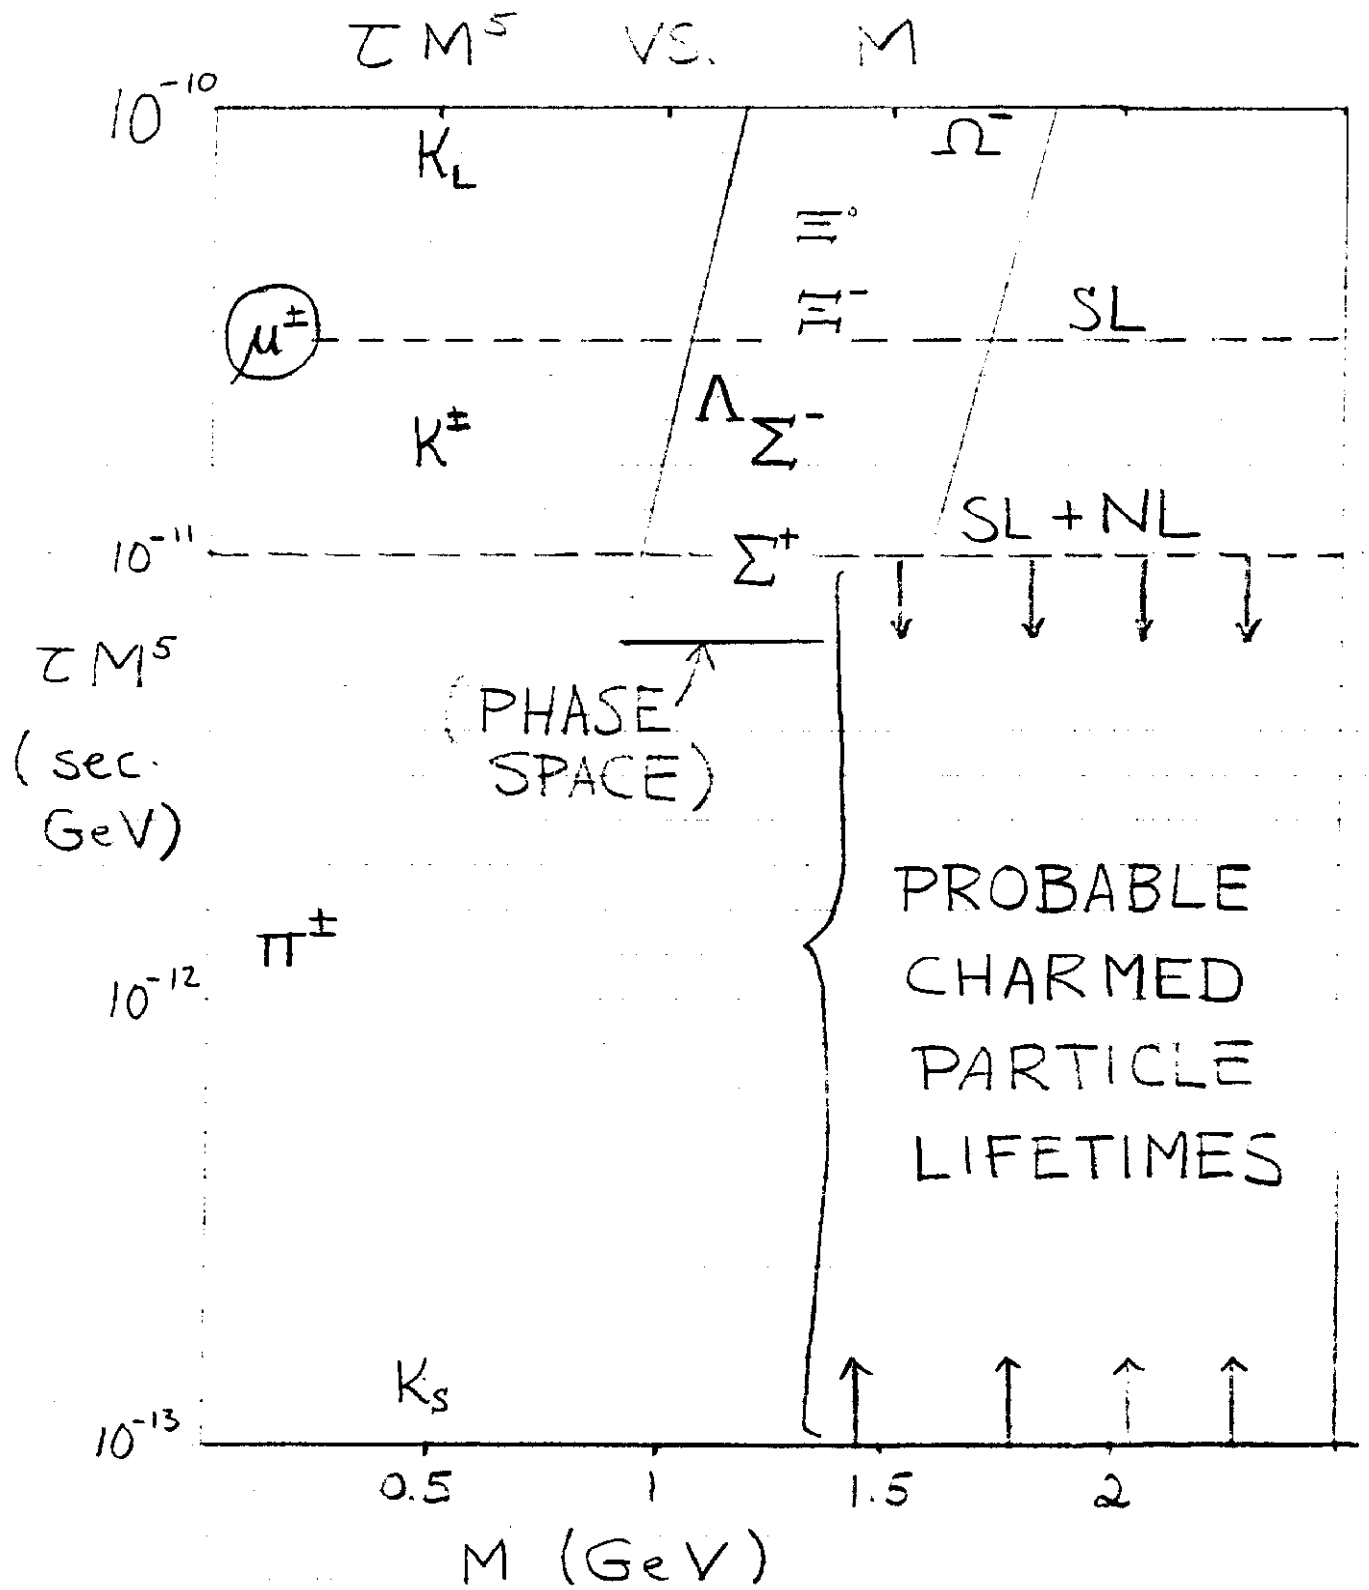 τM⁵ VS. M
10⁻¹⁰
K_L
Ω⁻
Ξ°
Ξ⁻
SL
μ±
Λ
Σ⁻
K±
SL + NL
10⁻¹¹
Σ⁺
τM⁵
(sec.
GeV)
(PHASE
SPACE)
PROBABLE
CHARMED
PARTICLE
LIFETIMES
π±
10⁻¹²
K_S
10⁻¹³
0.5 1 1.5 2
M (GeV)